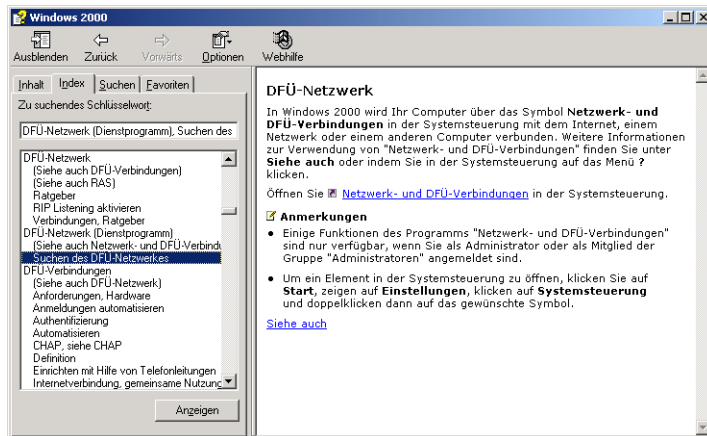 Windows 2000
Ausblenden Zurück Vorwärts Optionen Webhilfe
Inhalt Index Suchen Favoriten
Zu suchendes Schlüsselwort:
DFÜ-Netzwerk (Dienstprogramm), Suchen des
DFÜ-Netzwerk
(Siehe auch DFÜ-Verbindungen)
(Siehe auch RAS)
Ratgeber
RIP Listening aktivieren
Verbindungen, Ratgeber
DFÜ-Netzwerk (Dienstprogramm)
(Siehe auch Netzwerk- und DFÜ-Verbindu
Suchen des DFÜ-Netzwerkes
DFÜ-Verbindungen
(Siehe auch DFÜ-Netzwerk)
Anforderungen, Hardware
Anmeldungen automatisieren
Authentifizierung
Automatisieren
CHAP, siehe CHAP
Definition
Einrichten mit Hilfe von Telefonleitungen
Internetverbindung, gemeinsame Nutzung
Anzeigen
DFÜ-Netzwerk
In Windows 2000 wird Ihr Computer über das Symbol Netzwerk- und
DFÜ-Verbindungen in der Systemsteuerung mit dem Internet, einem
Netzwerk oder einem anderen Computer verbunden. Weitere Informationen
zur Verwendung von "Netzwerk- und DFÜ-Verbindungen" finden Sie unter
Siehe auch oder indem Sie in der Systemsteuerung auf das Menü ?
klicken.
Öffnen Sie Netzwerk- und DFÜ-Verbindungen in der Systemsteuerung.
Anmerkungen
• Einige Funktionen des Programms "Netzwerk- und DFÜ-Verbindungen"
sind nur verfügbar, wenn Sie als Administrator oder als Mitglied der
Gruppe "Administratoren" angemeldet sind.
• Um ein Element in der Systemsteuerung zu öffnen, klicken Sie auf
Start, zeigen auf Einstellungen, klicken auf Systemsteuerung
und doppelklicken dann auf das gewünschte Symbol.
Siehe auch